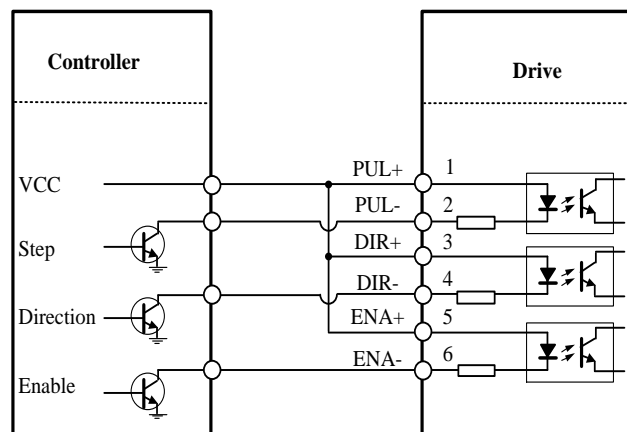 Controller
Drive
VCC
Step
Direction
Enable
PUL+ 1
PUL- 2
DIR+ 3
DIR- 4
ENA+ 5
ENA- 6